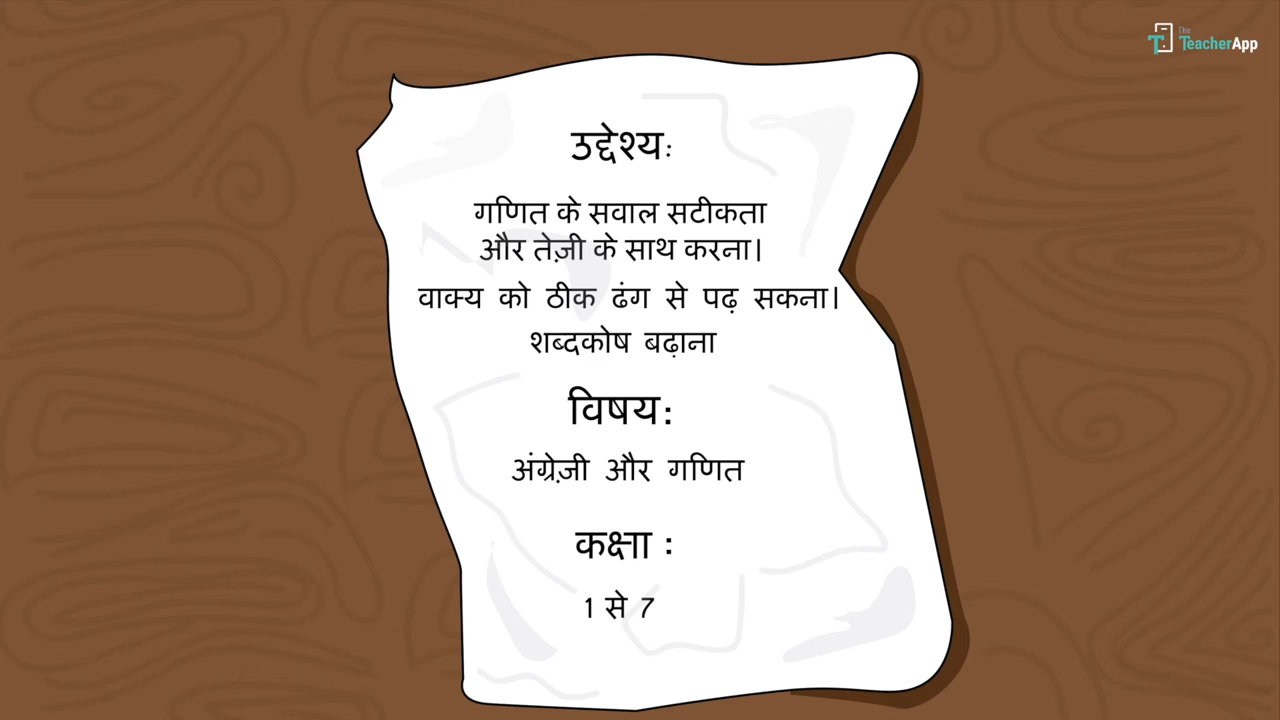 The
TeacherApp
उद्देश्य:
गणित के सवाल सटीकता
और तेज़ी के साथ करना।
वाक्य को ठीक ढंग से पढ़ सकना।
शब्दकोष बढ़ाना
विषय:
अंग्रेज़ी और गणित
कक्षा :
1 से 7